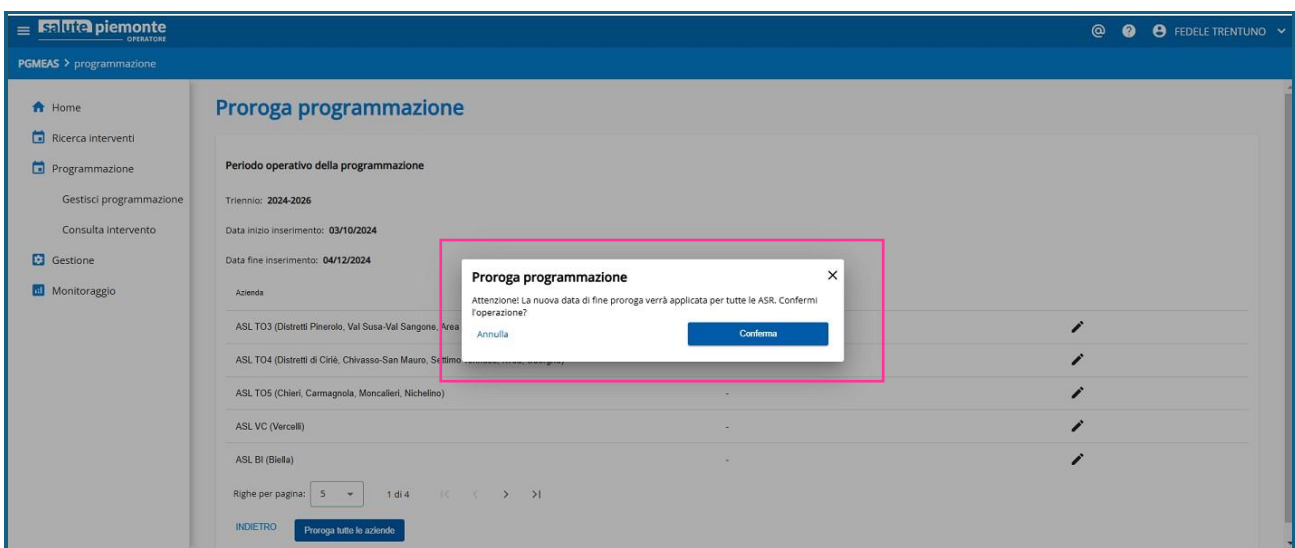 salute piemonte
OPERATORE
@ ? FEDELE TRENTUNO
PGMEAS > programmazione
Home
Ricerca interventi
Programmazione
Gestisci programmazione
Consulta intervento
Gestione
Monitoraggio
Proroga programmazione
Periodo operativo della programmazione
Triennio: 2024-2026
Data inizio inserimento: 03/10/2024
Data fine inserimento: 04/12/2024
Azienda
Proroga programmazione
Attenzione! La nuova data di fine proroga verrà applicata per tutte le ASR. Confermi
l'operazione?
Annulla Conferma
ASL TO3 (Distretti Pinerolo, Val Susa-Val Sangone, Area
ASL TO4 (Distretti di Ciriè, Chivasso-San Mauro, Settimo
ASL TO5 (Chieri, Carmagnola, Moncalieri, Nichelino) -
ASL VC (Vercelli) -
ASL BI (Biella) -
Righe per pagina: 5 1 di 4
INDIETRO Proroga tutte le aziende